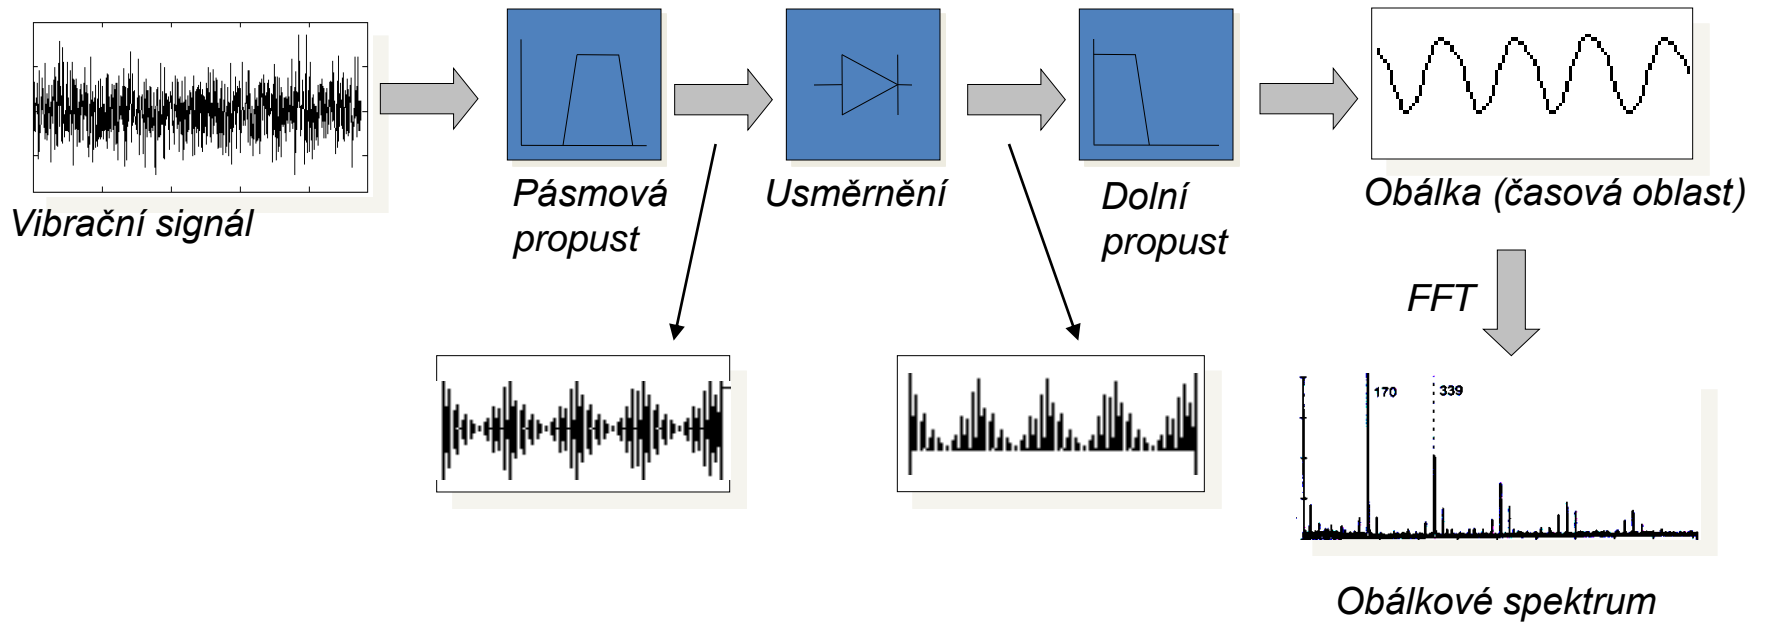 Vibrační signál
Pásmová
propust
Usměrnění
Dolní
propust
Obálka (časová oblast)
FFT
170
339
Obálkové spektrum